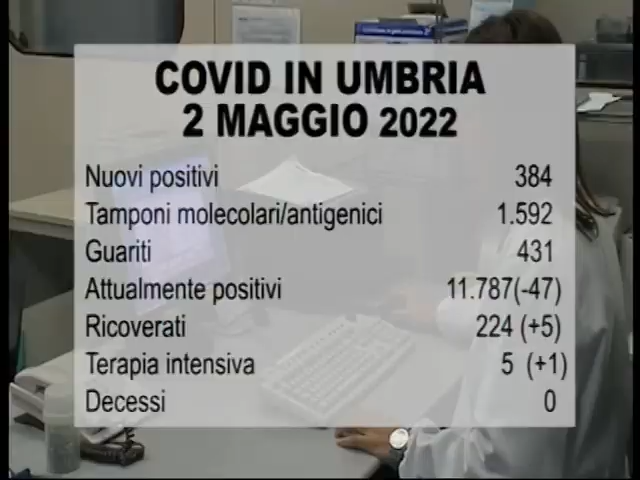 COVID IN UMBRIA
2 MAGGIO 2022
Nuovi positivi 384
Tamponi molecolari/antigenici 1.592
Guariti 431
Attualmente positivi 11.787(-47)
Ricoverati 224 (+5)
Terapia intensiva 5 (+1)
Decessi 0